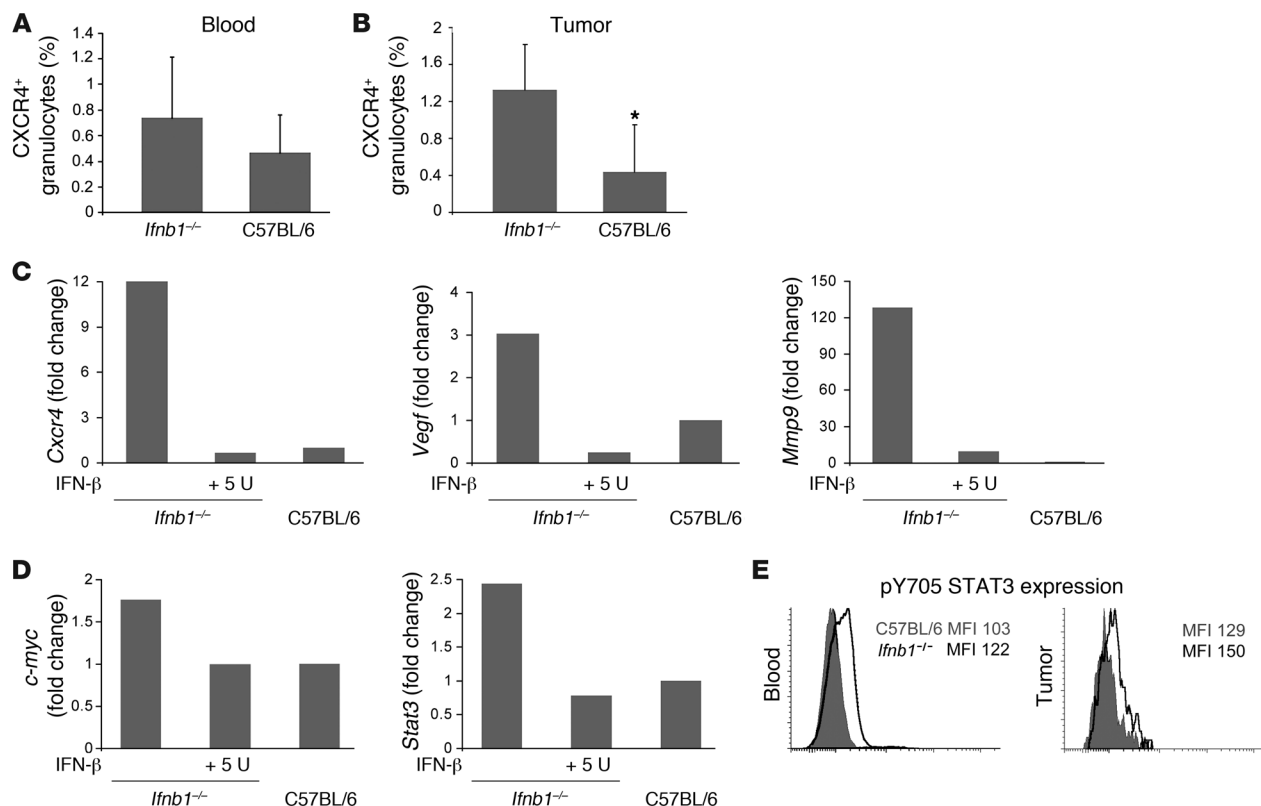 A
Blood
CXCR4+
granulocytes (%)
1.4
1.2
1
0.8
0.6
0.4
0.2
0
Ifnb1–/–
C57BL/6
B
Tumor
CXCR4+
granulocytes (%)
2
1.6
1.2
0.8
0.4
0
*
Ifnb1–/–
C57BL/6
C
Cxcr4 (fold change)
12
9
6
3
0
IFN-β
+ 5 U
Ifnb1–/–
C57BL/6
Vegf (fold change)
4
3
2
1
0
IFN-β
+ 5 U
Ifnb1–/–
C57BL/6
Mmp9 (fold change)
150
120
90
60
30
0
IFN-β
+ 5 U
Ifnb1–/–
C57BL/6
D
c-myc
(fold change)
2
1.5
1
0.5
0
IFN-β
+ 5 U
Ifnb1–/–
C57BL/6
Stat3 (fold change)
2.5
2
1.5
1
0.5
0
IFN-β
+ 5 U
Ifnb1–/–
C57BL/6
E
pY705 STAT3 expression
Blood
C57BL/6 MFI 103
Ifnb1–/– MFI 122
Tumor
MFI 129
MFI 150